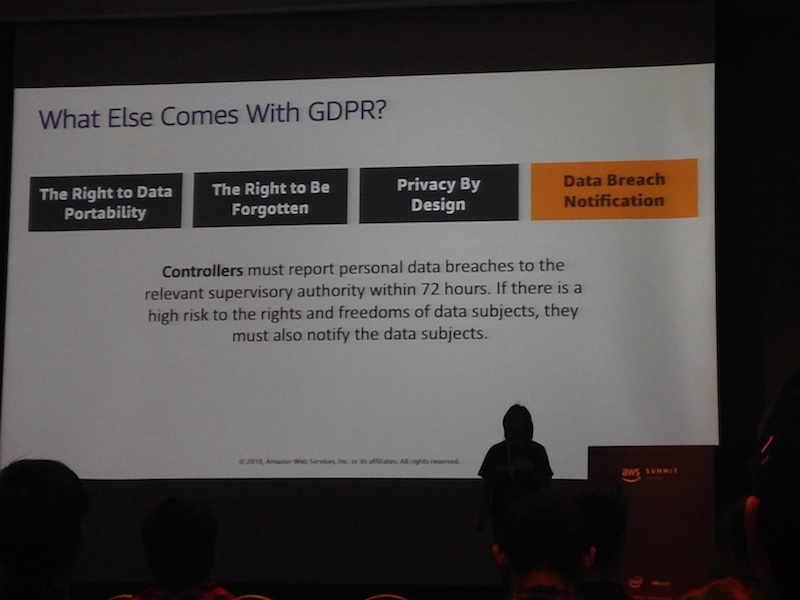 What Else Comes With GDPR?
The Right to Data
Portability
The Right to Be
Forgotten
Privacy By
Design
Data Breach
Notification
Controllers must report personal data breaches to the
relevant supervisory authority within 72 hours. If there is a
high risk to the rights and freedoms of data subjects, they
must also notify the data subjects.
© 2018, Amazon Web Services, Inc. or its affiliates. All rights reserved.
aws SUMMIT
intel